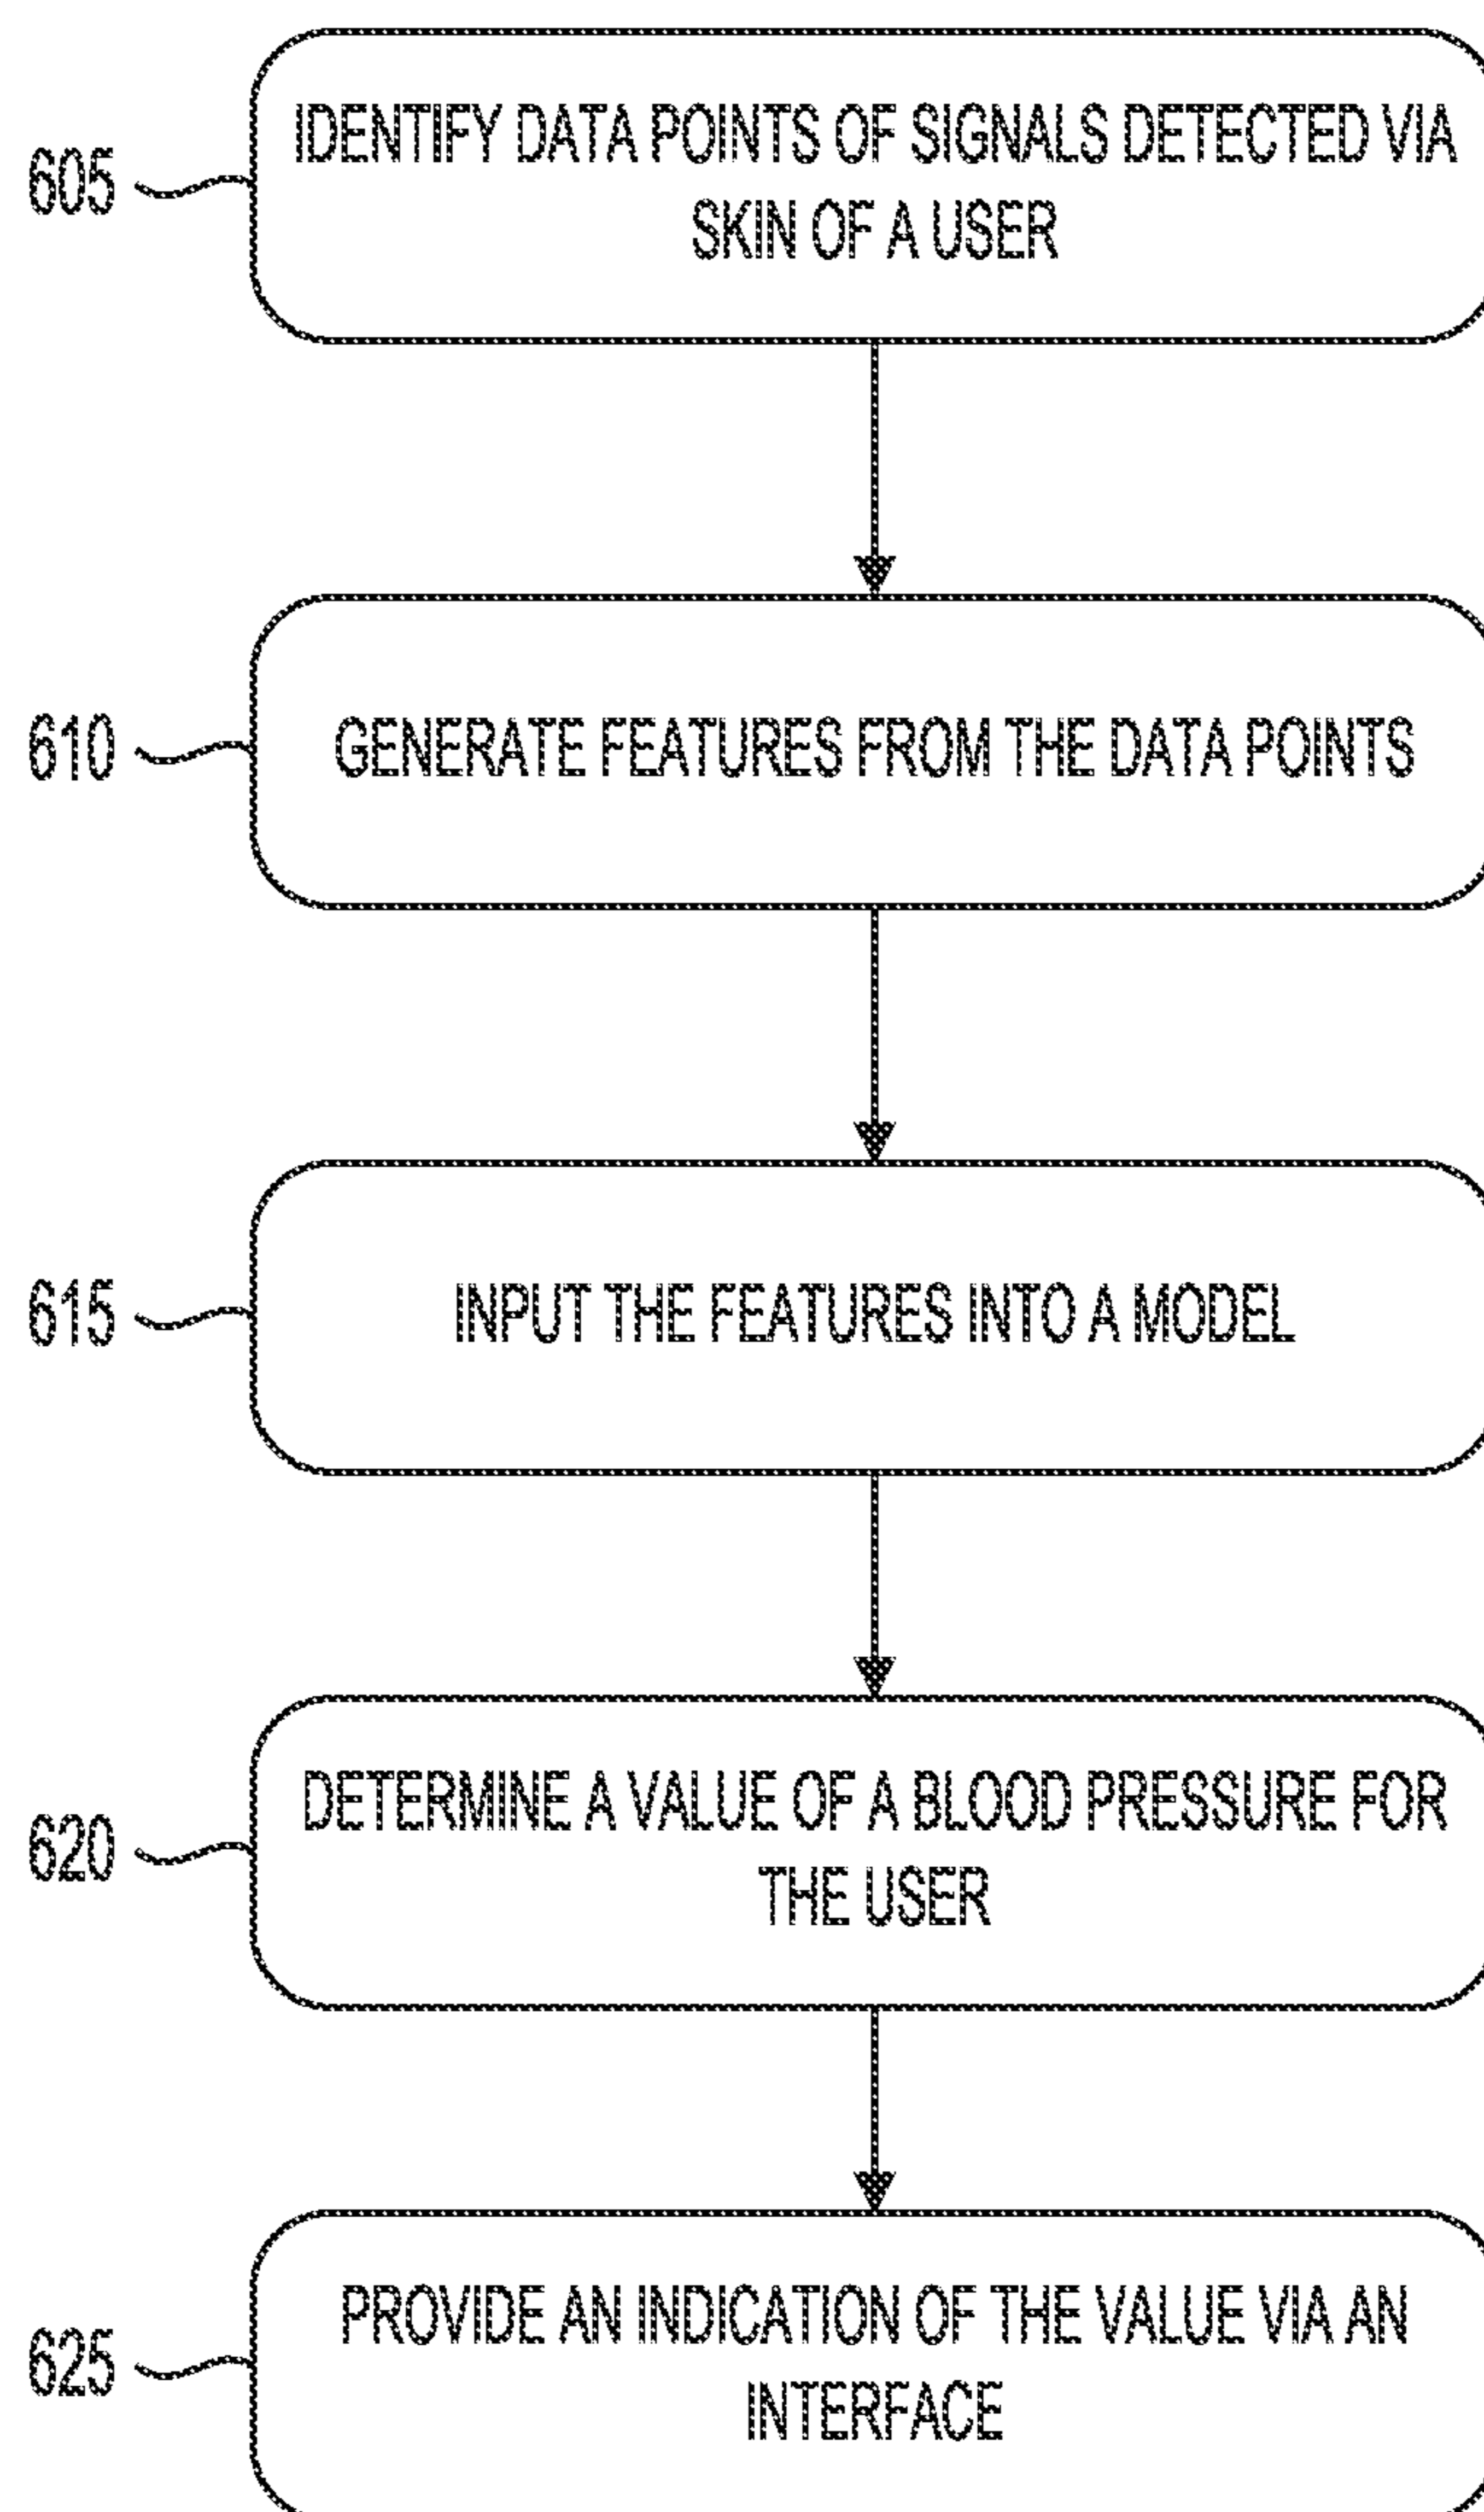 605
IDENTIFY DATA POINTS OF SIGNALS DETECTED VIA
SKIN OF A USER
610
GENERATE FEATURES FROM THE DATA POINTS
615
INPUT THE FEATURES INTO A MODEL
620
DETERMINE A VALUE OF A BLOOD PRESSURE FOR
THE USER
625
PROVIDE AN INDICATION OF THE VALUE VIA AN
INTERFACE